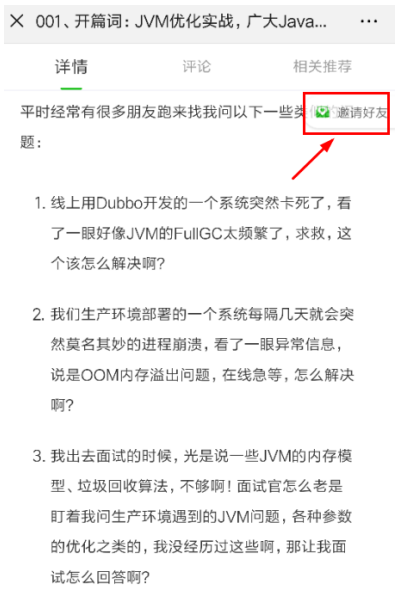 001、开篇词：JVM优化实战，广大Java...
详情
评论
相关推荐
平时经常有很多朋友跑来找我问以下一些类
邀请好友
题：
1. 线上用Dubbo开发的一个系统突然卡死了，看
了一眼好像JVM的FullGC太频繁了，求救，这
个该怎么解决啊？
2. 我们生产环境部署的一个系统每隔几天就会突
然莫名其妙的进程崩溃，看了一眼异常信息，
说是OOM内存溢出问题，在线急等，怎么解决
啊？
3. 我出去面试的时候，光是说一些JVM的内存模
型、垃圾回收算法，不够啊！面试官怎么老是
盯着我问生产环境遇到的JVM问题，各种参数
的优化之类的，我没经历过这些啊，那让我面
试怎么回答啊？